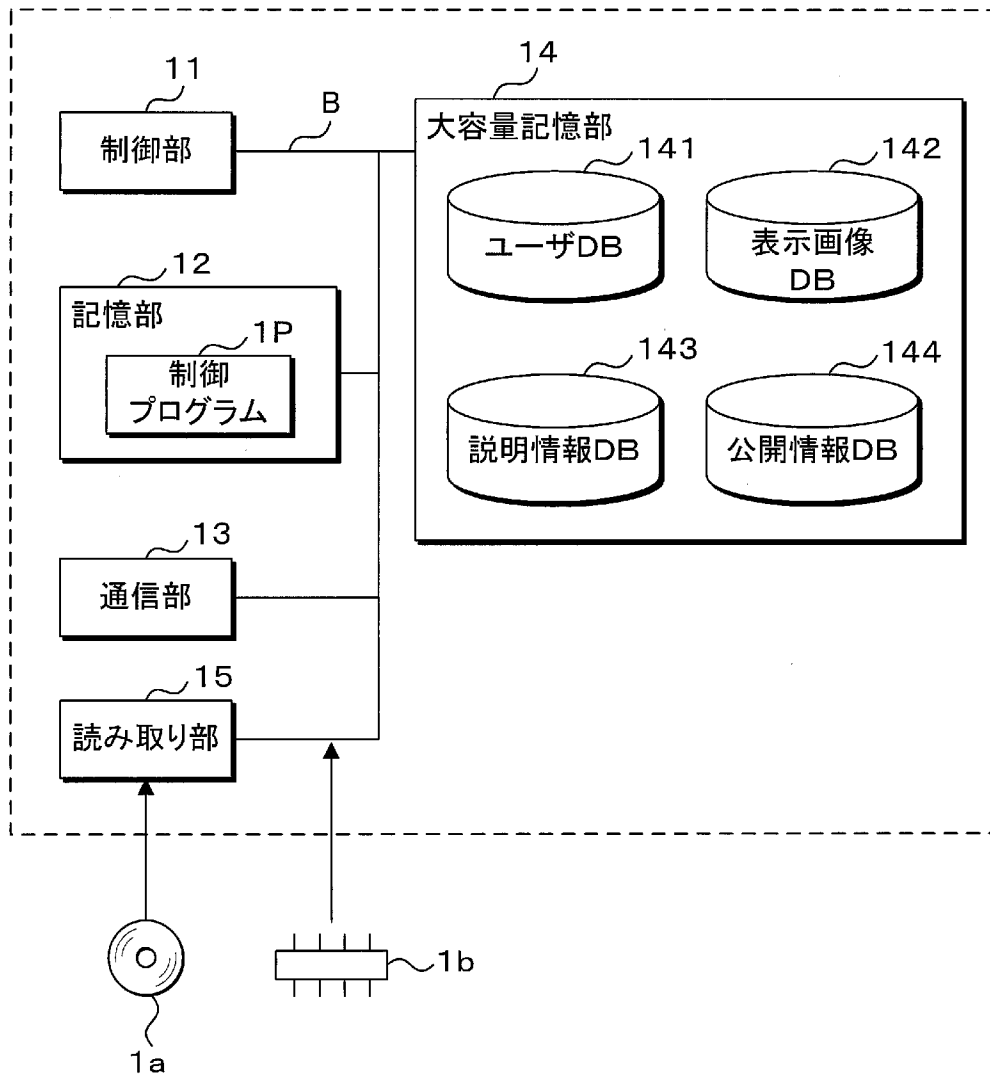 11
制御部
B
14
大容量記憶部
141
ユーザDB
142
表示画像
DB
12
記憶部
1P
制御
プログラム
143
説明情報DB
144
公開情報DB
13
通信部
15
読み取り部
1a
1b